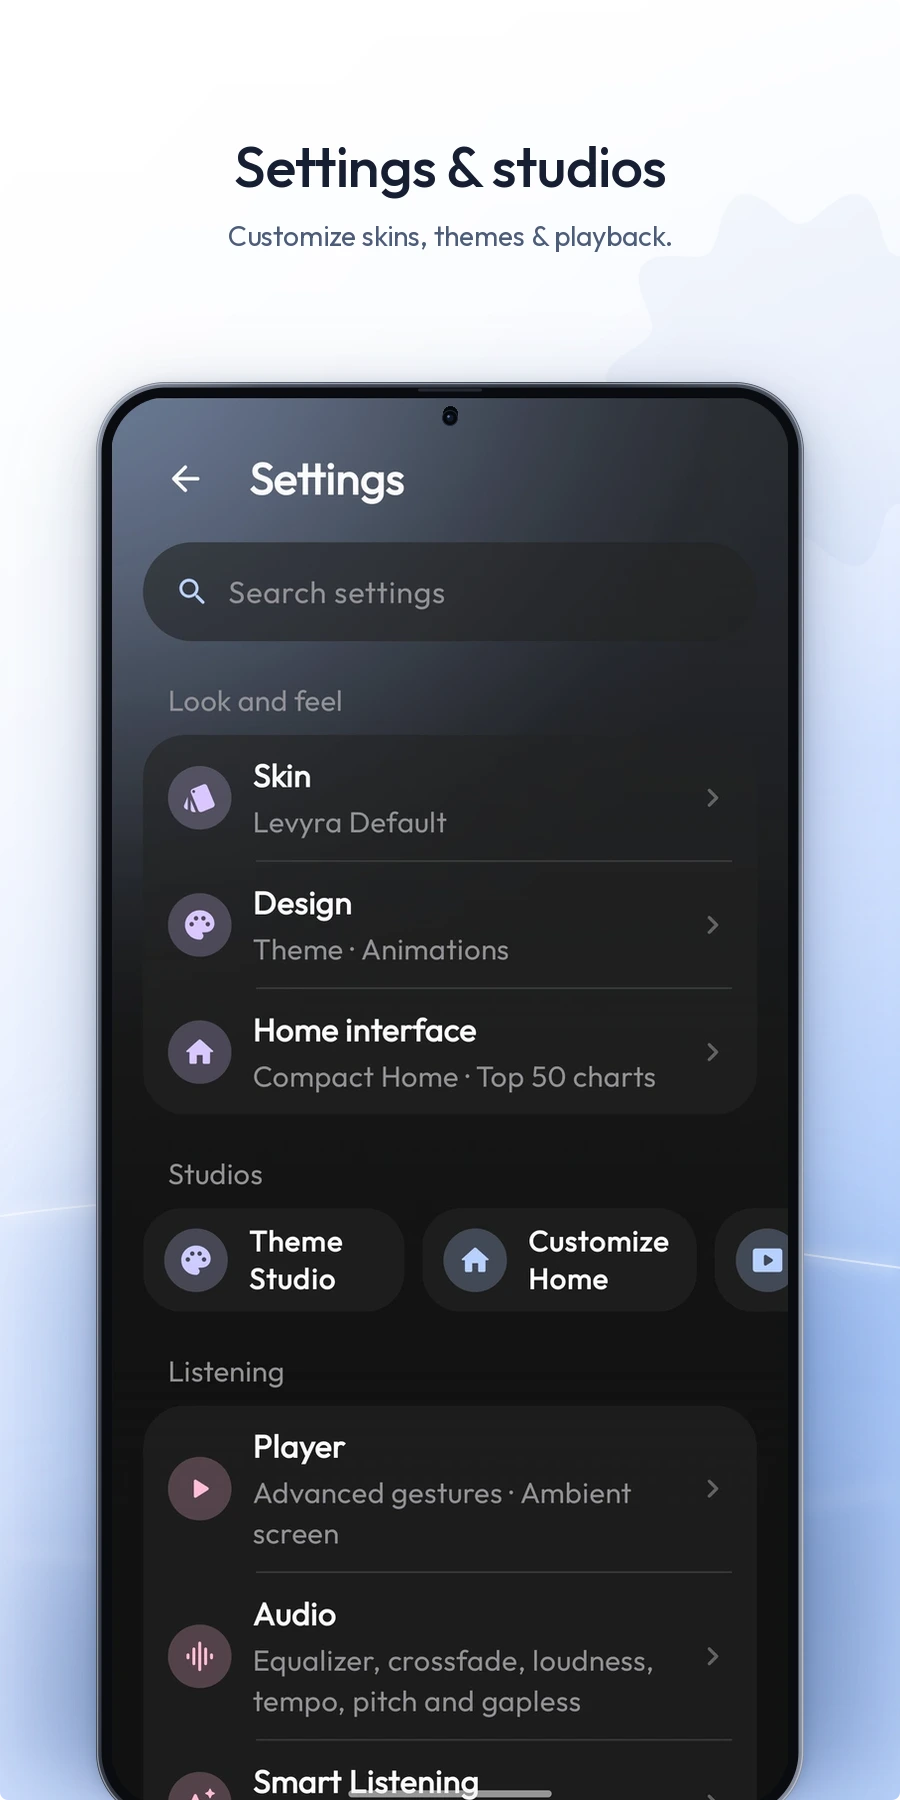 Settings & studios
Customize skins, themes & playback.
Settings
Search settings
Look and feel
Skin
Levyra Default
Design
Theme · Animations
Home interface
Compact Home · Top 50 charts
Studios
Theme
Studio
Customize
Home
Listening
Player
Advanced gestures · Ambient
screen
Audio
Equalizer, crossfade, loudness,
tempo, pitch and gapless
Smart Listening